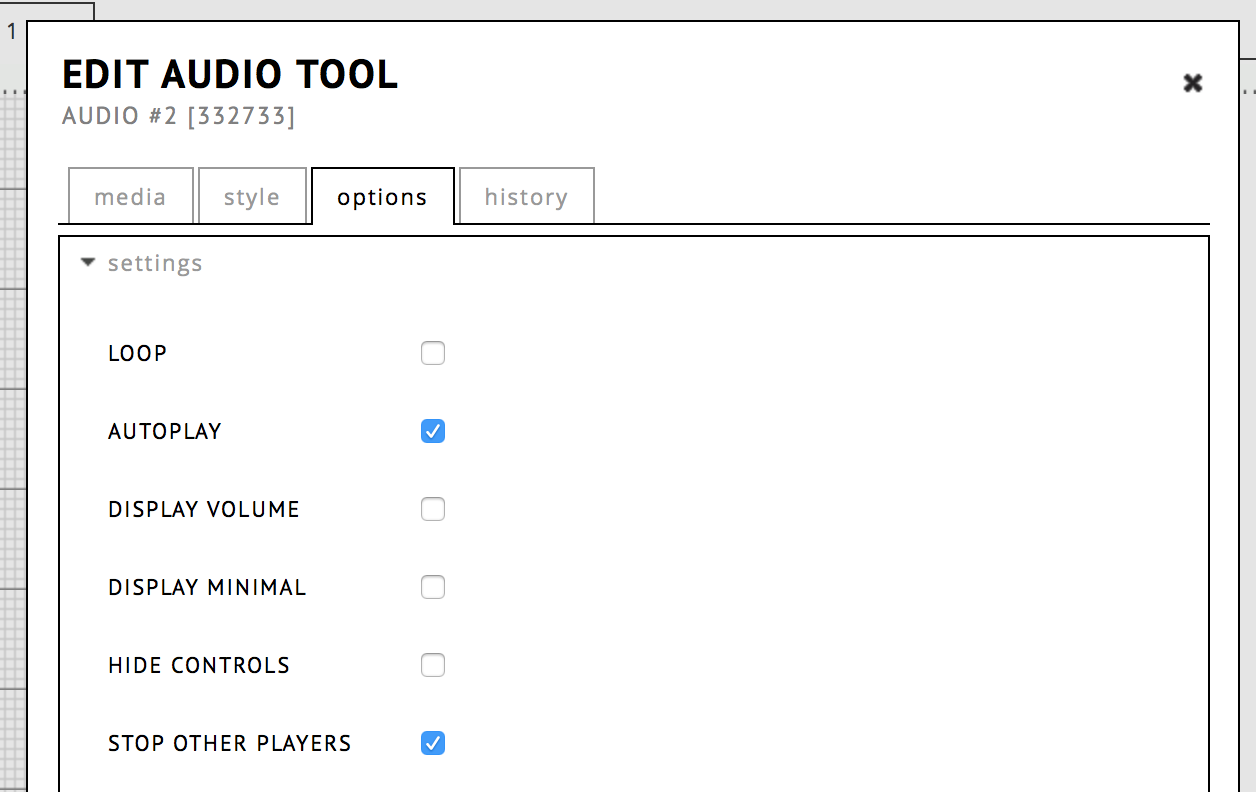 1
EDIT AUDIO TOOL
AUDIO #2 [332733]
media style options history
settings
LOOP
AUTOPLAY
DISPLAY VOLUME
DISPLAY MINIMAL
HIDE CONTROLS
STOP OTHER PLAYERS